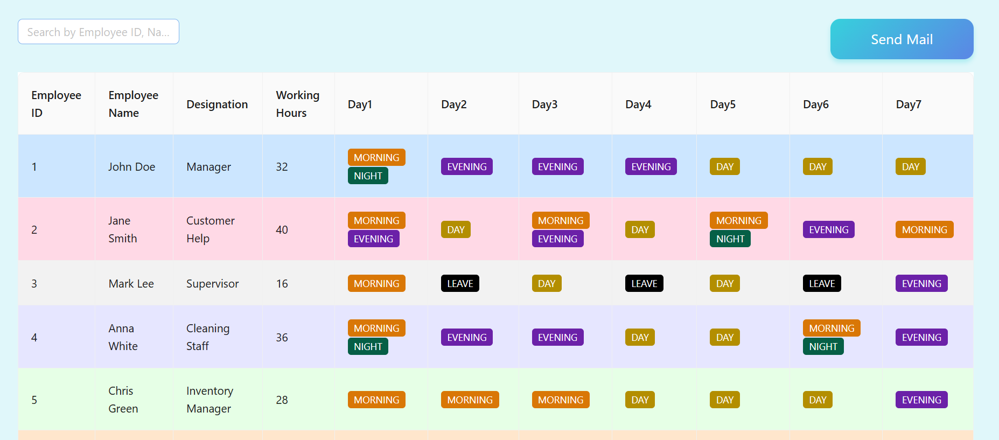 Search by Employee ID, Na...
Send Mail
Employee ID
Employee Name
Designation
Working Hours
Day1
Day2
Day3
Day4
Day5
Day6
Day7
1
John Doe
Manager
32
MORNING
NIGHT
EVENING
EVENING
EVENING
DAY
DAY
DAY
2
Jane
Smith
Customer
Help
40
MORNING
EVENING
DAY
MORNING
EVENING
DAY
MORNING
NIGHT
EVENING
MORNING
3
Mark Lee
Supervisor
16
MORNING
LEAVE
DAY
LEAVE
DAY
LEAVE
EVENING
4
Anna
White
Cleaning
Staff
36
MORNING
NIGHT
EVENING
EVENING
DAY
DAY
MORNING
NIGHT
EVENING
5
Chris
Green
Inventory
Manager
28
MORNING
MORNING
MORNING
DAY
DAY
DAY
EVENING